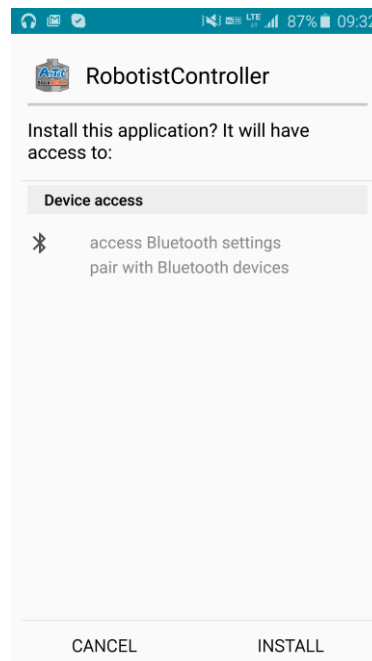 LTE 87% 09:32
RobotistController
Install this application? It will have
access to:
Device access
access Bluetooth settings
pair with Bluetooth devices
CANCEL INSTALL